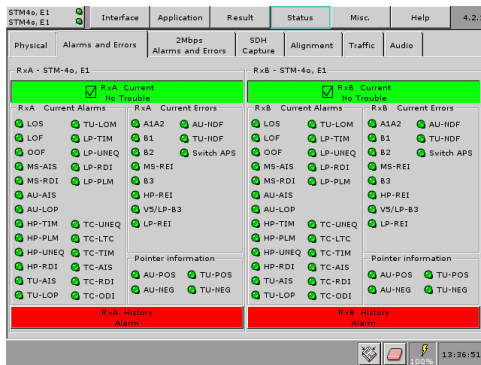 STM4o, E1
STM4o, E1
Interface
Application
Result
Status
Misc.
Help
4.2.
Physical
Alarms and Errors
2Mbps
Alarms and Errors
SDH
Capture
Alignment
Traffic
Audio
RxA - STM-4o, E1
RxA Current
No Trouble
RxA Current Alarms
LOS
LOF
OOF
MS-AIS
MS-RDI
AU-AIS
AU-LOP
HP-TIM
HP-PLM
HP-UNEQ
HP-RDI
TU-AIS
TU-LOP
TU-LOM
LP-TIM
LP-UNEQ
LP-RDI
LP-PLM
TC-UNEQ
TC-LTC
TC-TIM
TC-AIS
TC-RDI
TC-ODI
RxA Current Errors
A1A2
B1
B2
MS-REI
B3
HP-REI
V5/LP-B3
LP-REI
AU-NDF
TU-NDF
Switch APS
Pointer information
AU-POS
TU-POS
AU-NEG
TU-NEG
RxA History
Alarm
RxB - STM-4o, E1
RxB Current
No Trouble
RxB Current Alarms
LOS
LOF
OOF
MS-AIS
MS-RDI
AU-AIS
AU-LOP
HP-TIM
HP-PLM
HP-UNEQ
HP-RDI
TU-AIS
TU-LOP
TU-LOM
LP-TIM
LP-UNEQ
LP-RDI
LP-PLM
TC-UNEQ
TC-LTC
TC-TIM
TC-AIS
TC-RDI
TC-ODI
RxB Current Errors
A1A2
B1
B2
MS-REI
B3
HP-REI
V5/LP-B3
LP-REI
AU-NDF
TU-NDF
Switch APS
Pointer information
AU-POS
TU-POS
AU-NEG
TU-NEG
RxB History
Alarm
100%
13:36:51